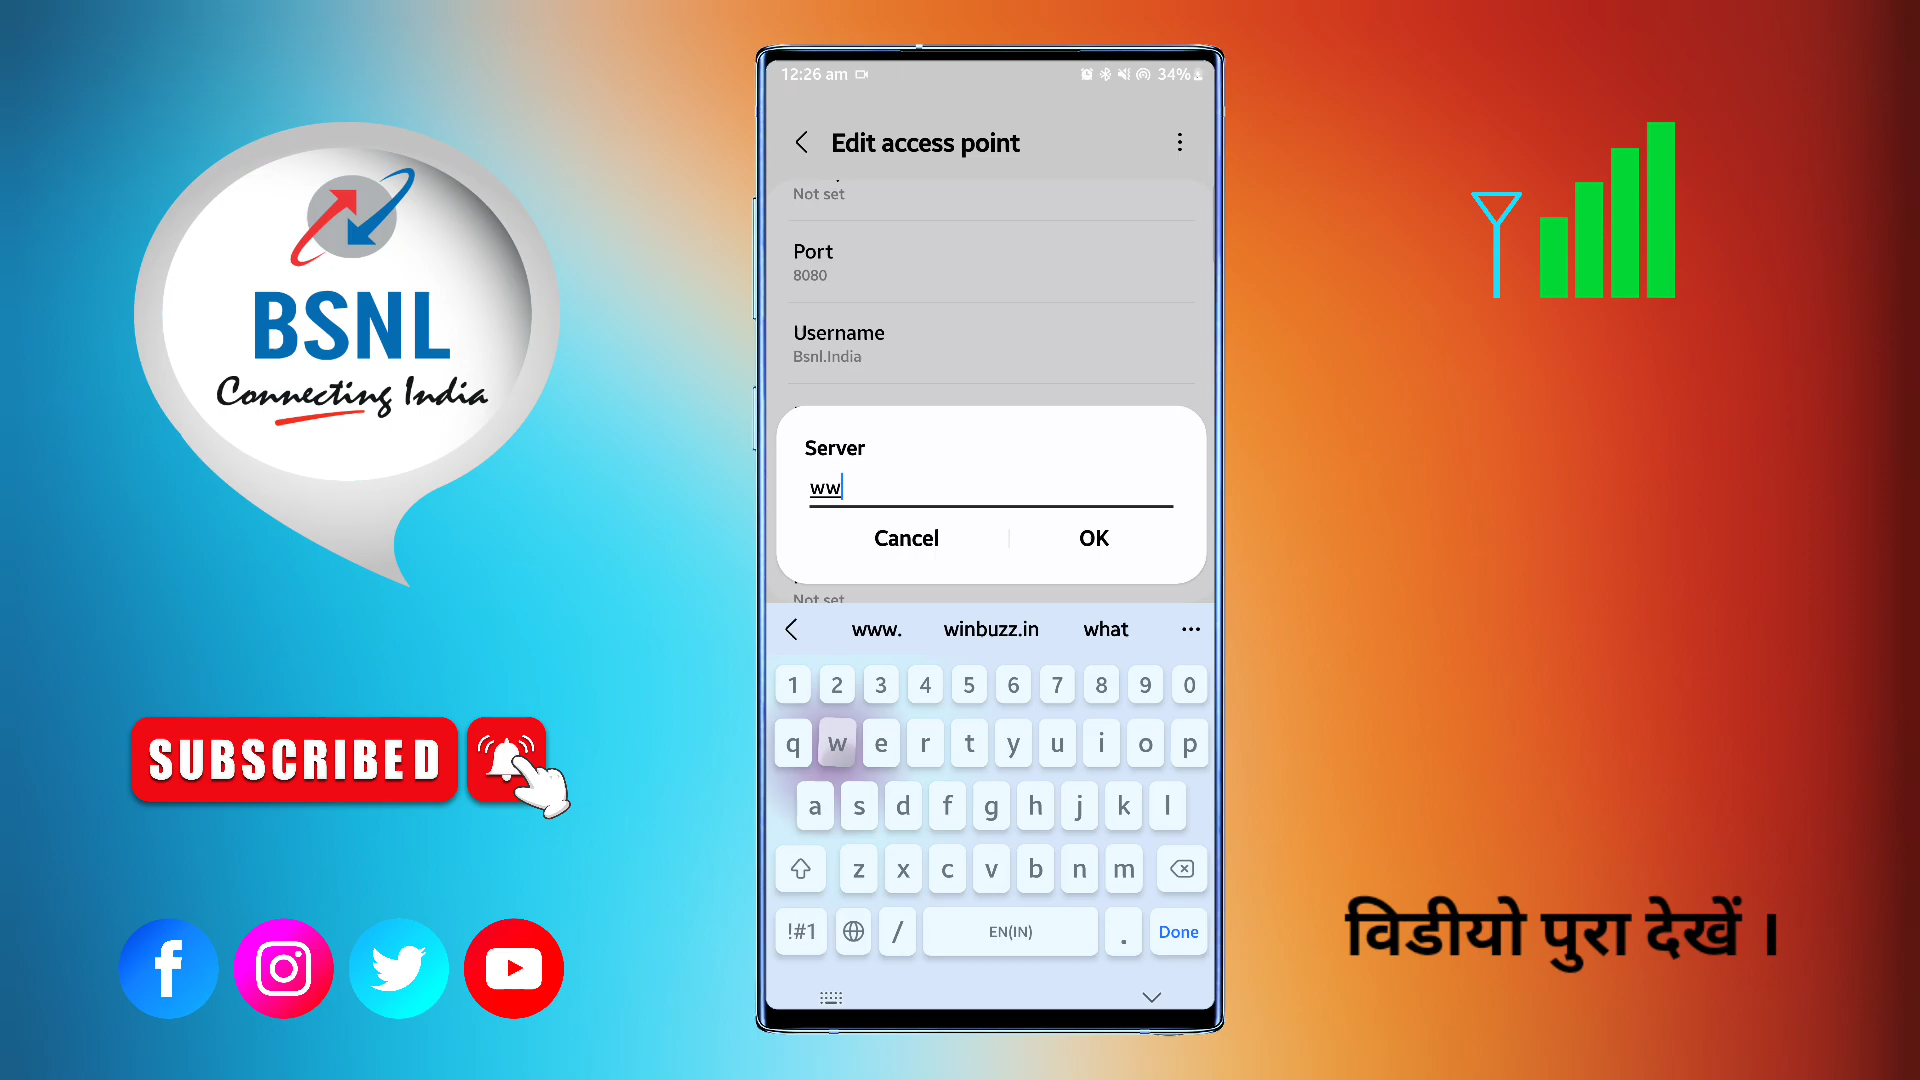 12:26 am
34%
Edit access point
Not set
Port
8080
Username
Bsnl.India
Server
ww
Cancel
OK
Not set
www.
winbuzz.in
what
1 2 3 4 5 6 7 8 9 0
q w e r t y u i o p
a s d f g h j k l
z x c v b n m
!#1
/
EN(IN)
.
Done
BSNL
Connecting India
SUBSCRIBED
विडीयो पुरा देखें ।